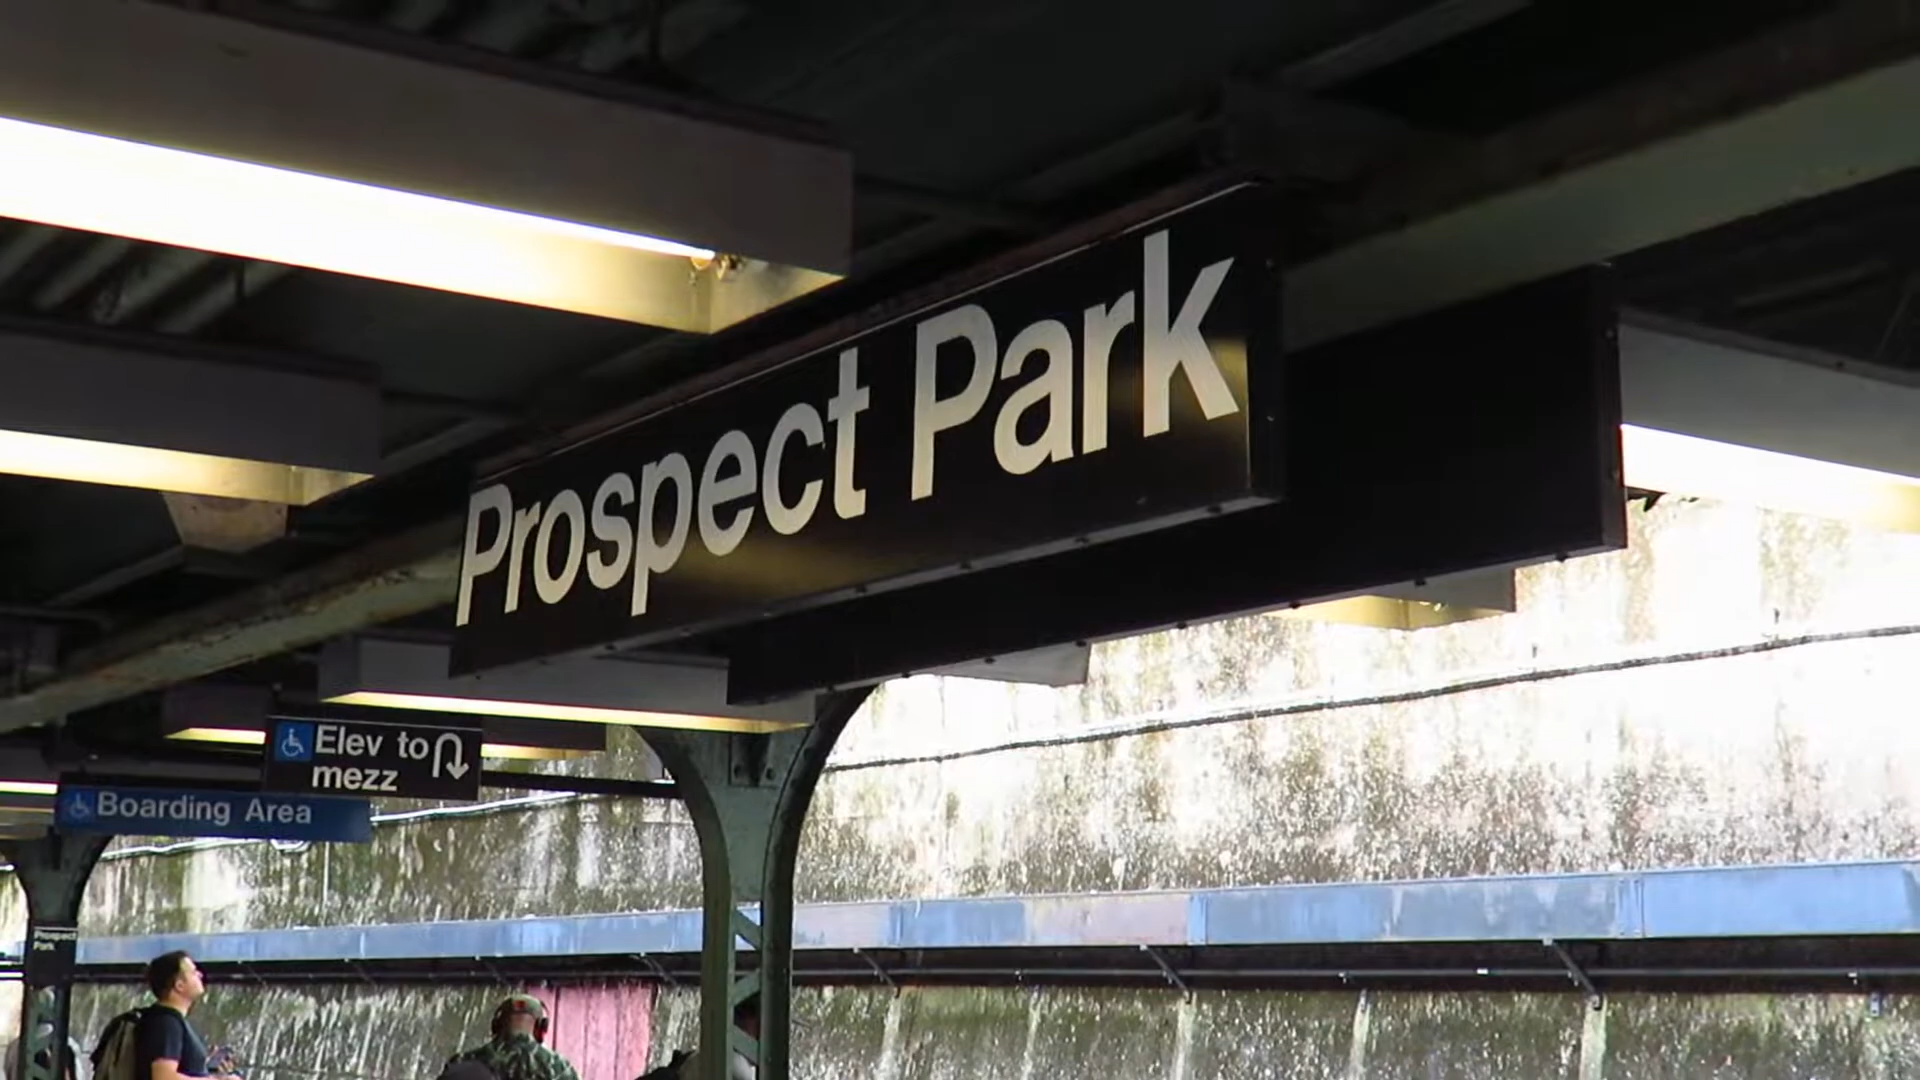 Prospect Park
Elev to
mezz
Boarding Area
Prospect
Park